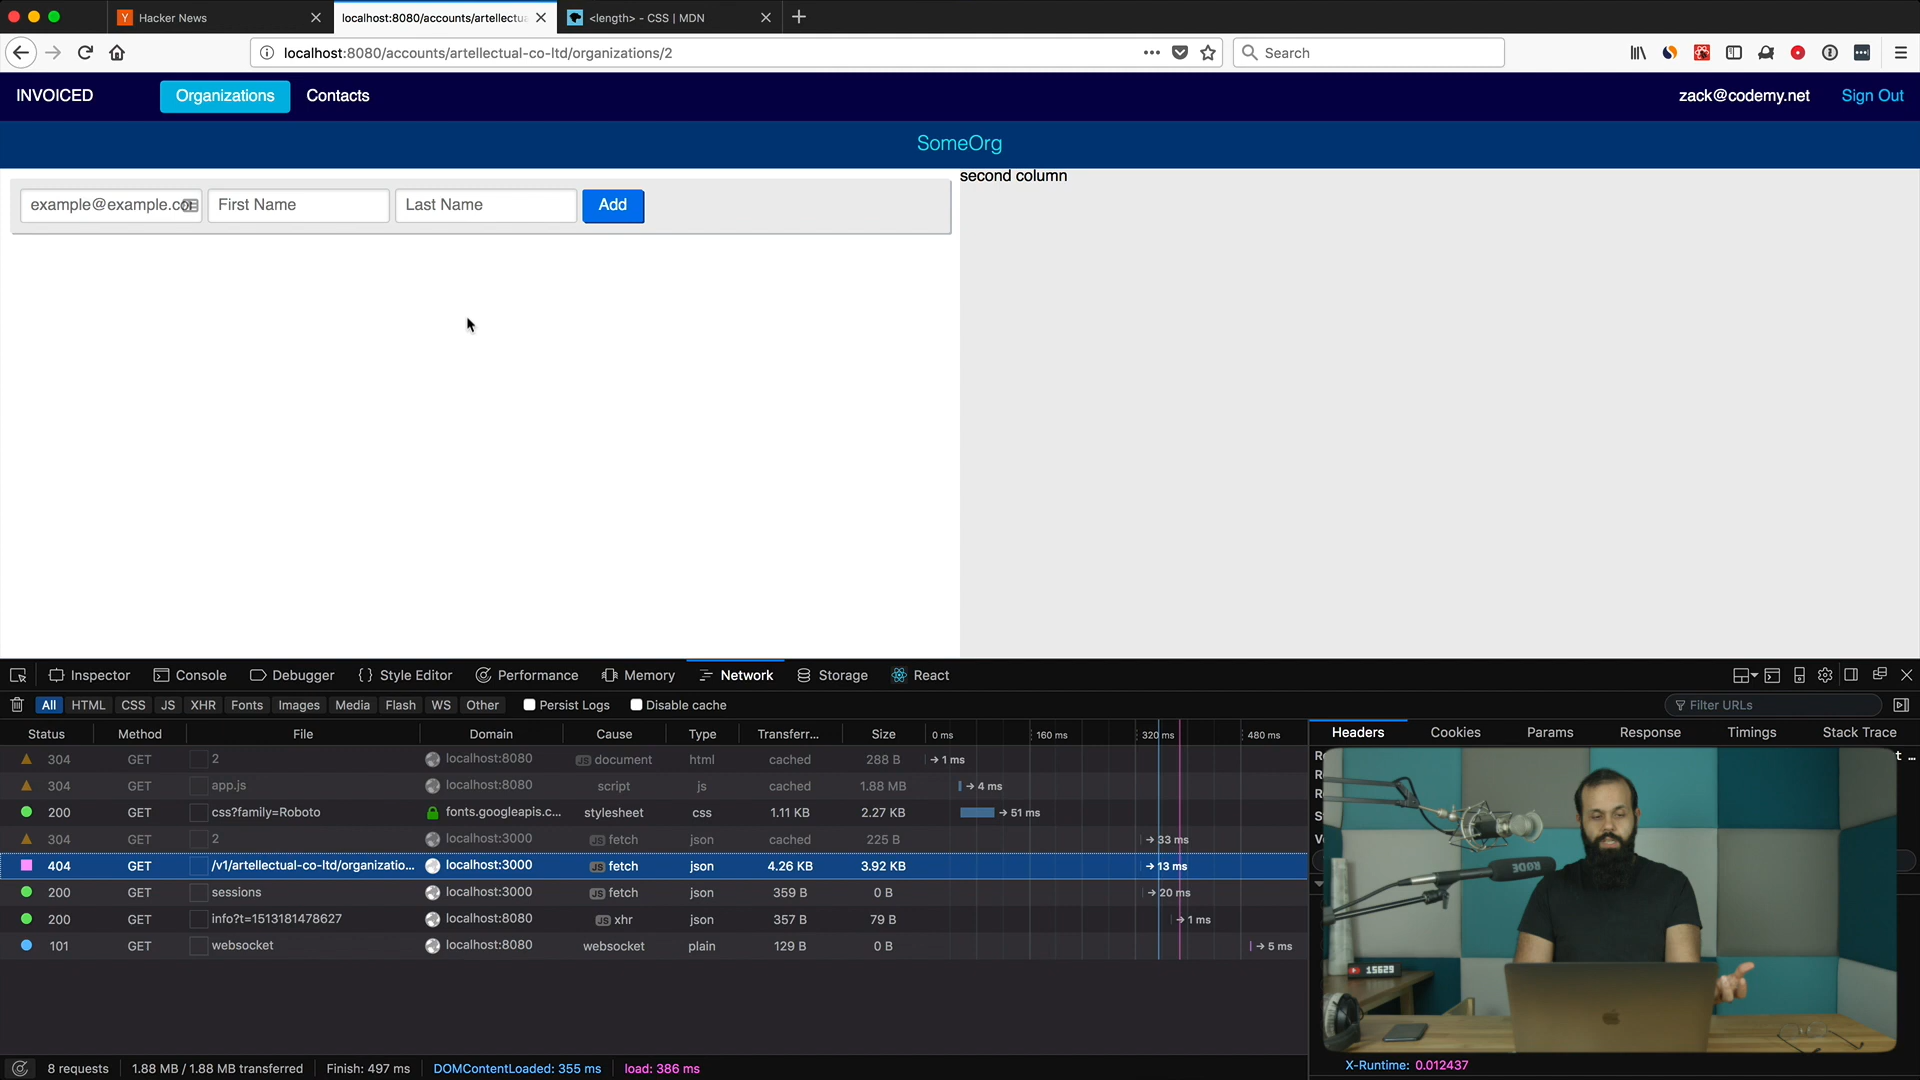 Hacker News
localhost:8080/accounts/artellectua
<length> - CSS | MDN
localhost:8080/accounts/artellectual-co-ltd/organizations/2
Search
INVOICED
Organizations
Contacts
zack@codemy.net
Sign Out
SomeOrg
second column
example@example.co
First Name
Last Name
Add
Inspector
Console
Debugger
{ } Style Editor
Performance
Memory
Network
Storage
React
All
HTML
CSS
JS
XHR
Fonts
Images
Media
Flash
WS
Other
Persist Logs
Disable cache
Filter URLs
Status Method File Domain Cause Type Transferr... Size 0 ms 160 ms 320 ms 480 ms
Headers Cookies Params Response Timings Stack Trace
304 GET 2 localhost:8080 JS document html cached 288 B → 1 ms
304 GET app.js localhost:8080 script js cached 1.88 MB → 4 ms
200 GET css?family=Roboto fonts.googleapis.c... stylesheet css 1.11 KB 2.27 KB → 51 ms
304 GET 2 localhost:3000 JS fetch json cached 225 B → 33 ms
404 GET /v1/artellectual-co-ltd/organizatio... localhost:3000 JS fetch json 4.26 KB 3.92 KB → 13 ms
200 GET sessions localhost:3000 JS fetch json 359 B 0 B → 20 ms
200 GET info?t=1513181478627 localhost:8080 JS xhr json 357 B 79 B → 1 ms
101 GET websocket localhost:8080 websocket plain 129 B 0 B → 5 ms
RØDE
15629
8 requests
1.88 MB / 1.88 MB transferred
Finish: 497 ms
DOMContentLoaded: 355 ms
load: 386 ms
X-Runtime: 0.012437